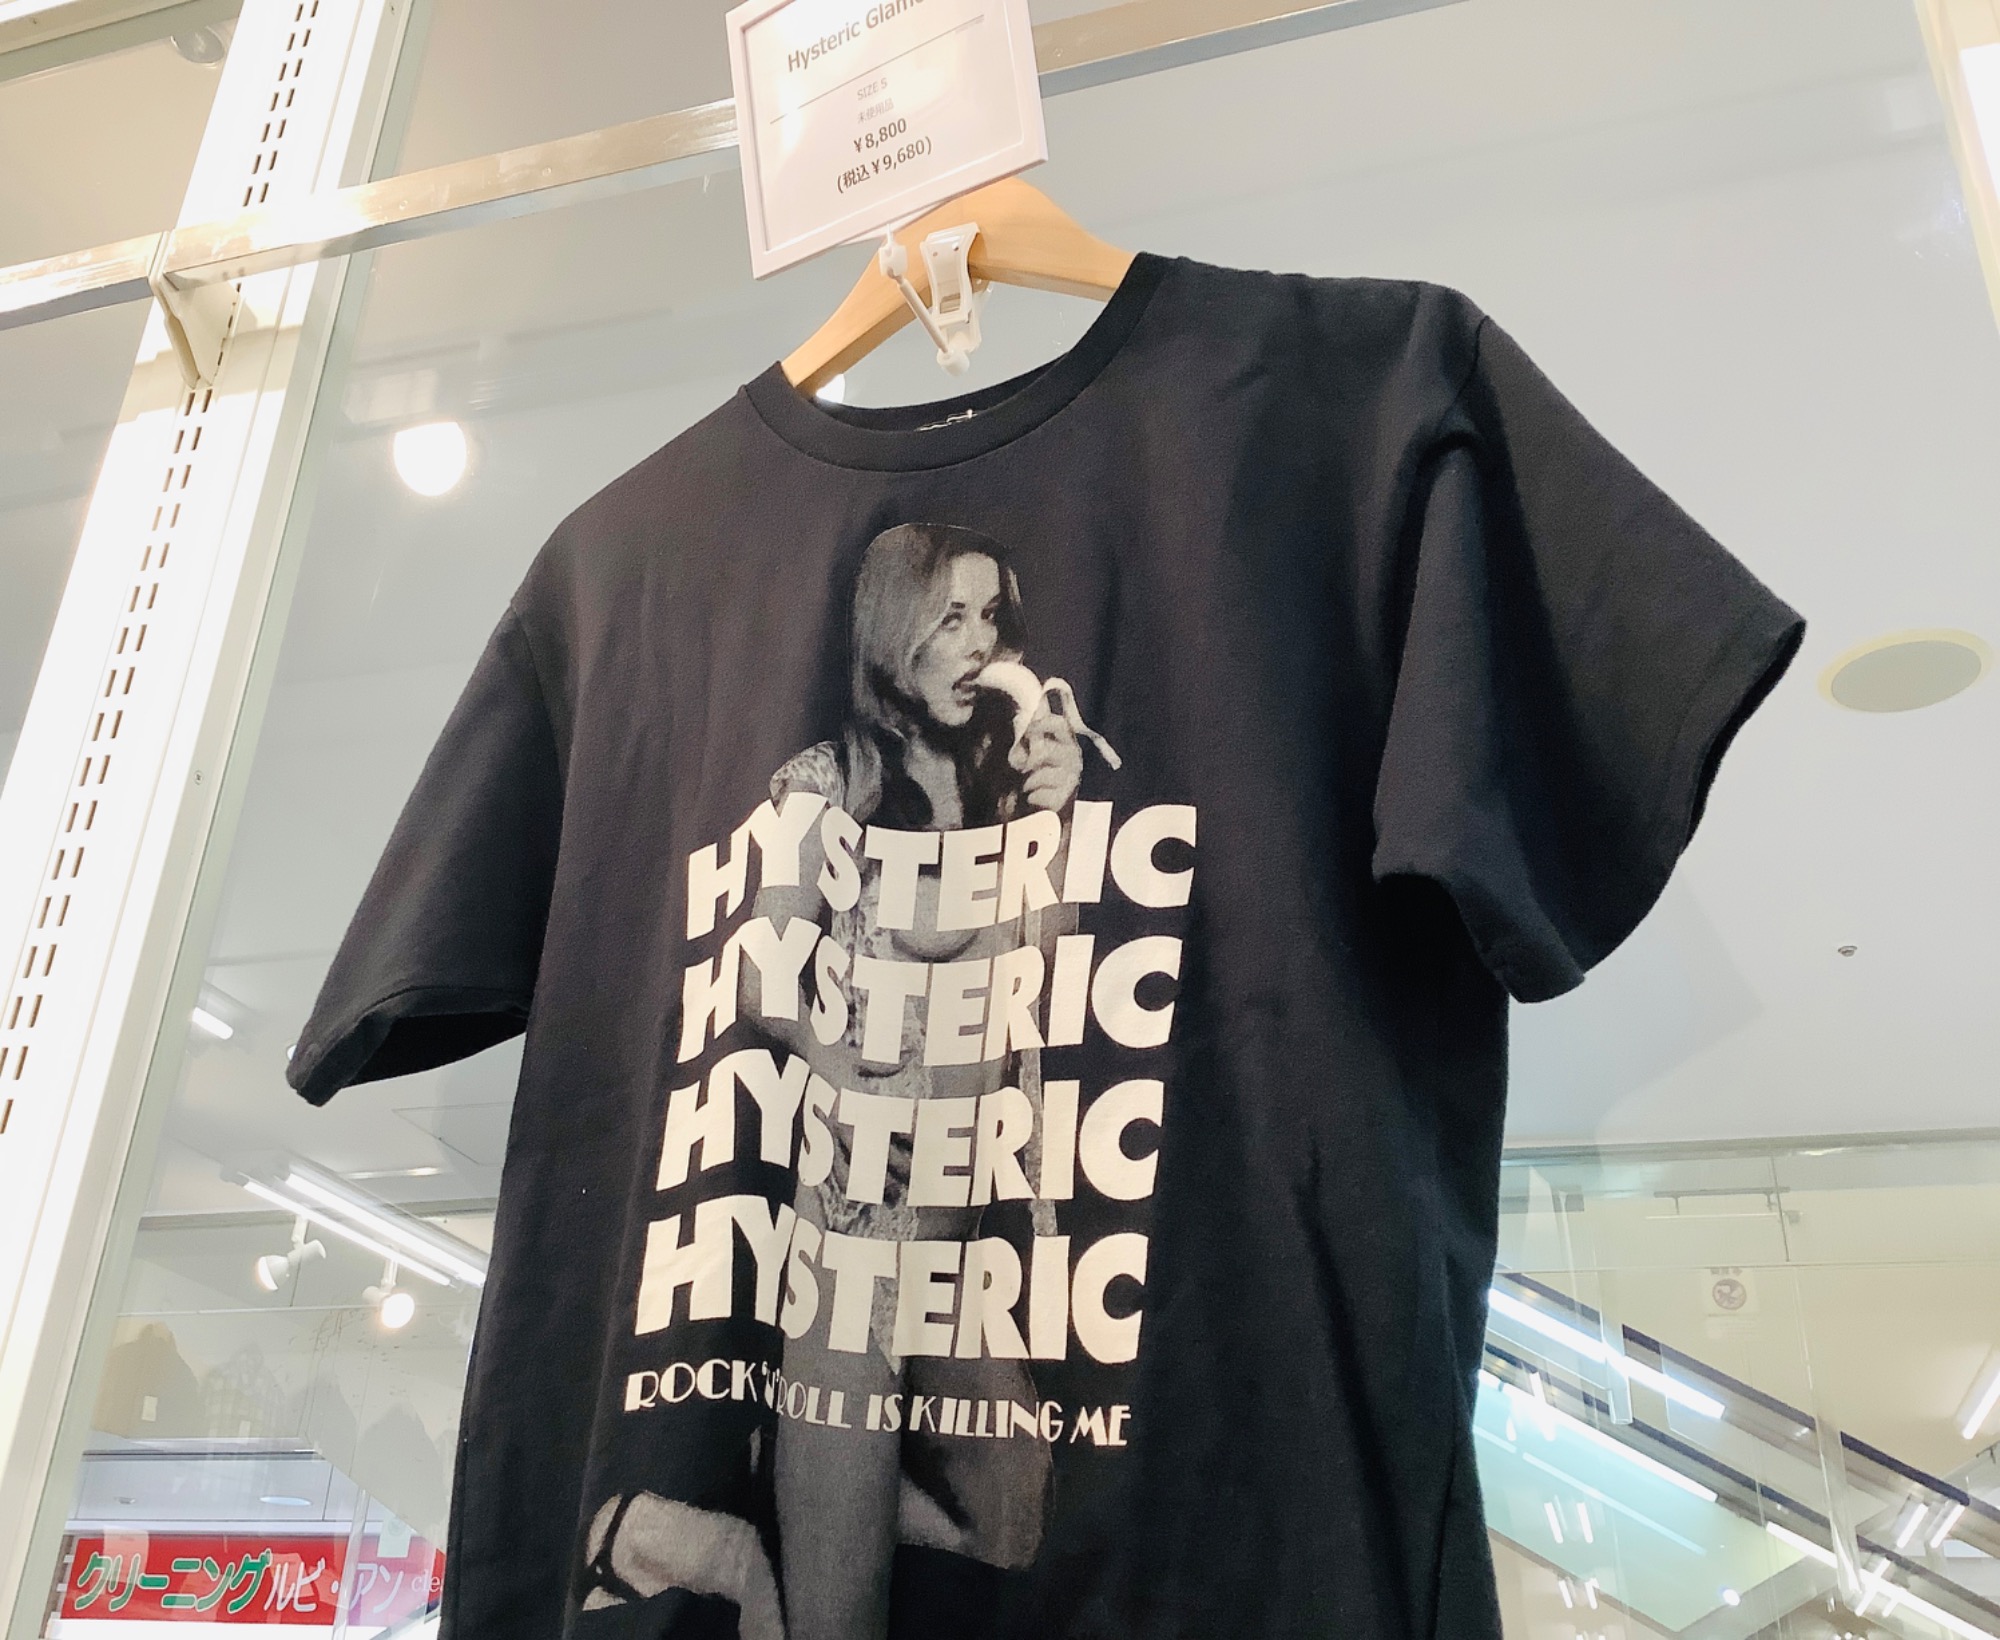 Hysteric
SIZE S
未使用品
¥8,800
(税込¥9,680)
HYSTERIC
HYSTERIC
HYSTERIC
HYSTERIC
ROCK 'N' ROLL IS KILLING ME
クリーニングルビ・アン cle